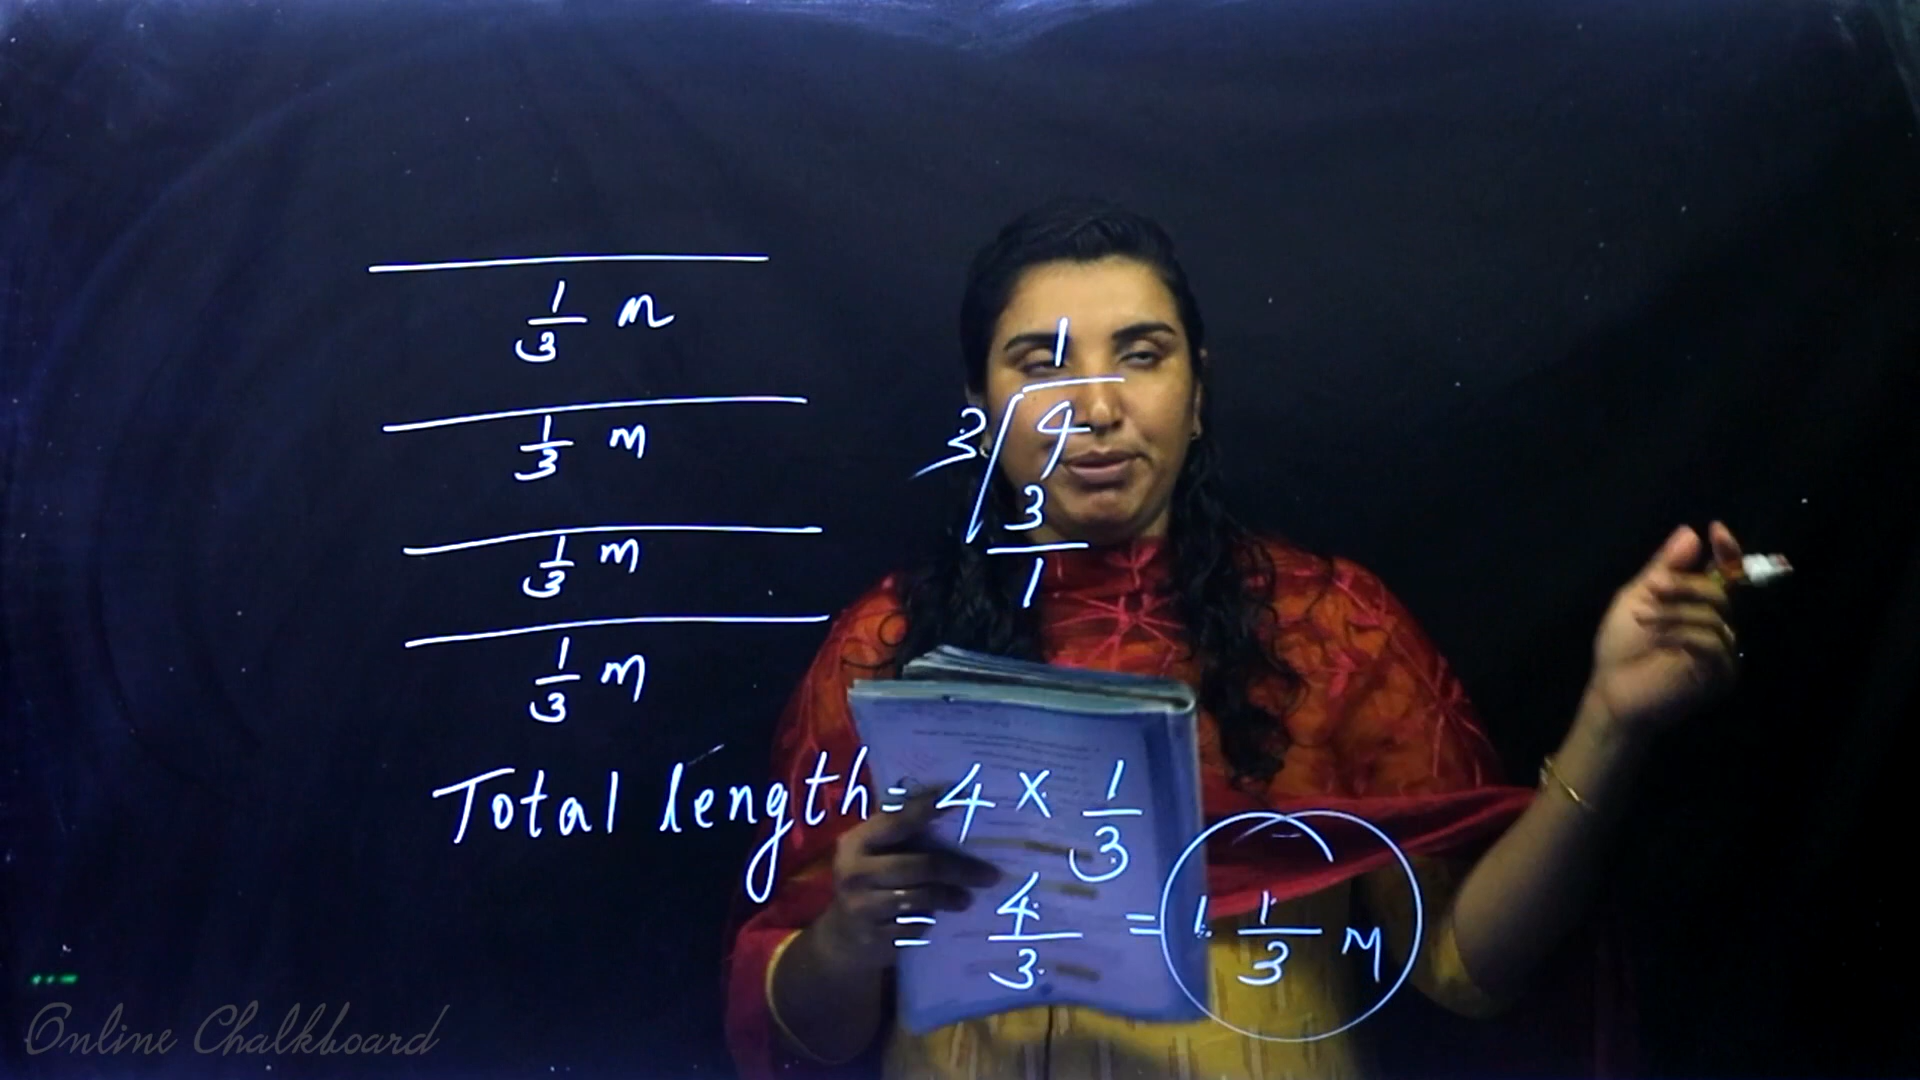 1/3 m
1/3 m
1/3 m
1/3 m
1
3 4
3
1
Total length = 4 x 1/3
= 4/3 = 1 1/3 m
Online Chalkboard